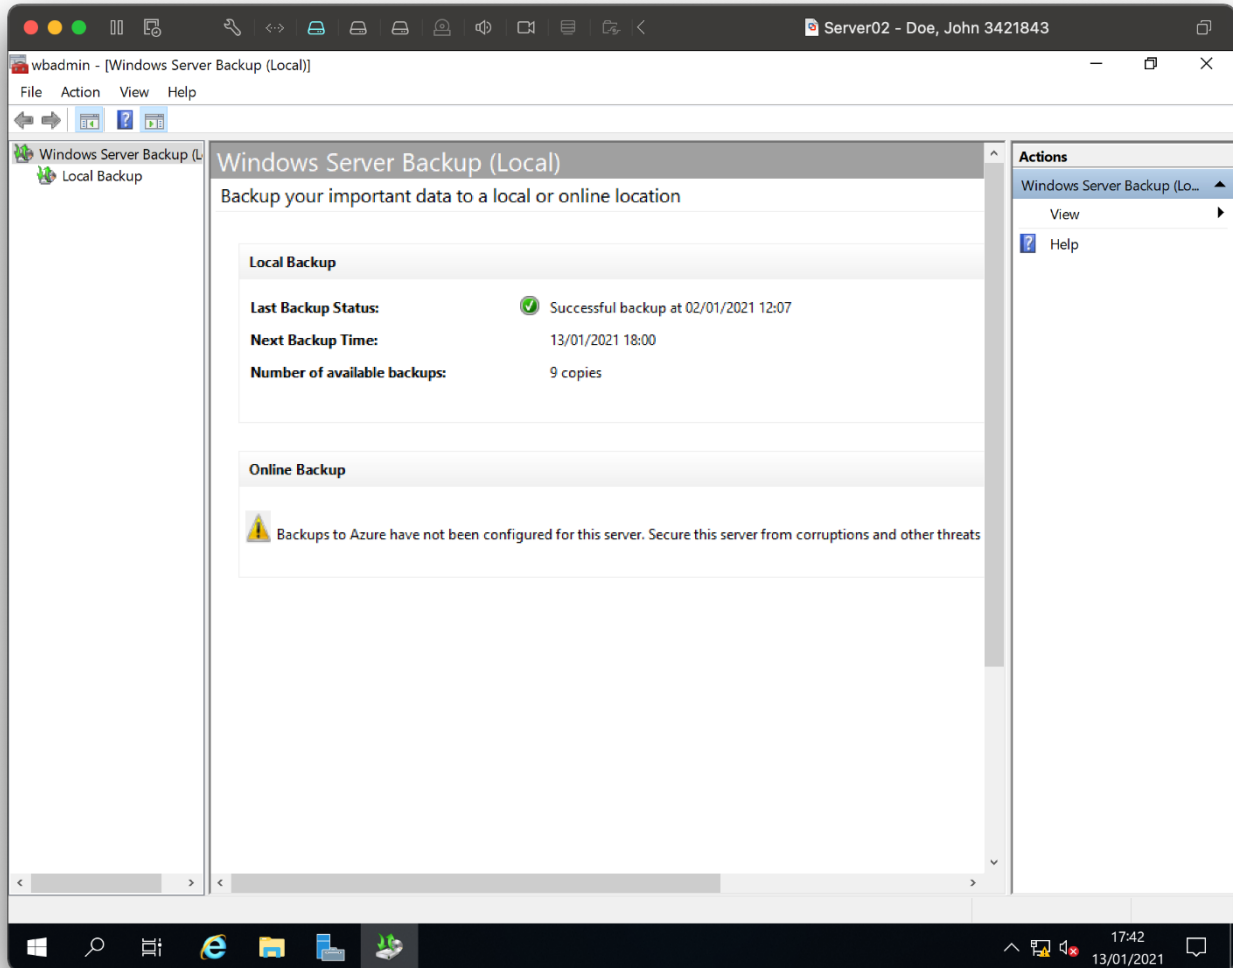 Server02 - Doe, John 3421843
wbadmin - [Windows Server Backup (Local)]
File Action View Help
Windows Server Backup (L
Local Backup
Windows Server Backup (Local)
Backup your important data to a local or online location
Local Backup
Last Backup Status: Successful backup at 02/01/2021 12:07
Next Backup Time: 13/01/2021 18:00
Number of available backups: 9 copies
Online Backup
Backups to Azure have not been configured for this server. Secure this server from corruptions and other threats
Actions
Windows Server Backup (Lo...
View
Help
17:42
13/01/2021